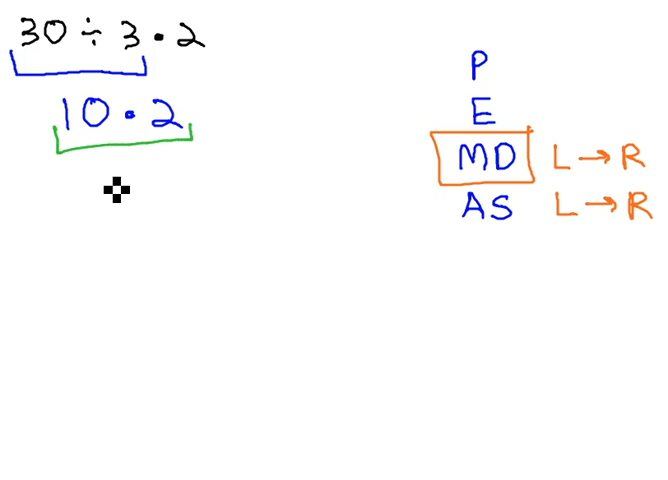 30 ÷ 3 • 2
10 • 2
P
E
MD L → R
AS L → R